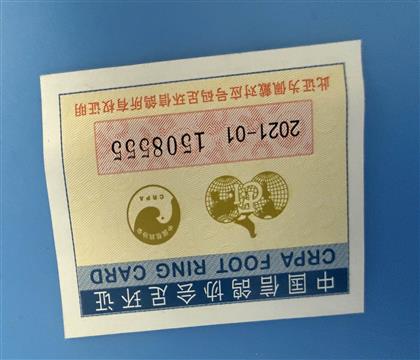 中国信鸽协会足环证
CRPA FOOT RING CARD
CRPA
2021-01 1508555
此证为佩戴对应号码足环信鸽所有权证明